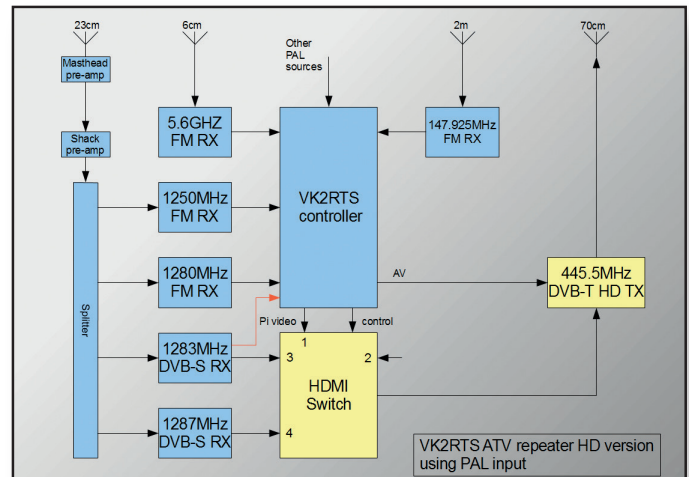 23cm
6cm
2m
70cm
Masthead
pre-amp
Other
PAL
sources
Shack
pre-amp
5.6GHZ
FM RX
VK2RTS
controller
147.925MHz
FM RX
1250MHz
FM RX
1280MHz
FM RX
AV
445.5MHz
DVB-T HD TX
Splitter
Pi video
control
1283MHz
DVB-S RX
1
3
2
HDMI
Switch
1287MHz
DVB-S RX
4
VK2RTS ATV repeater HD version
using PAL input